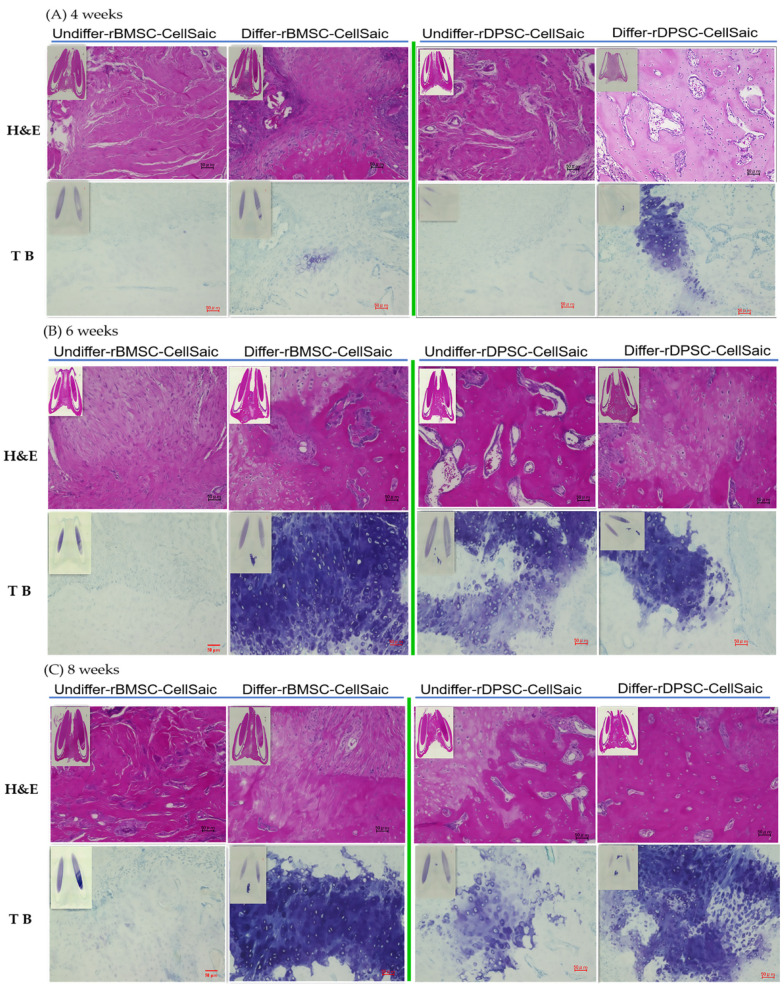 (A) 4 weeks
Undiffer-rBMSC-CellSaic Differ-rBMSC-CellSaic Undiffer-rDPSC-CellSaic Differ-rDPSC-CellSaic
H&E
T B
(B) 6 weeks
Undiffer-rBMSC-CellSaic Differ-rBMSC-CellSaic Undiffer-rDPSC-CellSaic Differ-rDPSC-CellSaic
H&E
T B
(C) 8 weeks
Undiffer-rBMSC-CellSaic Differ-rBMSC-CellSaic Undiffer-rDPSC-CellSaic Differ-rDPSC-CellSaic
H&E
T B